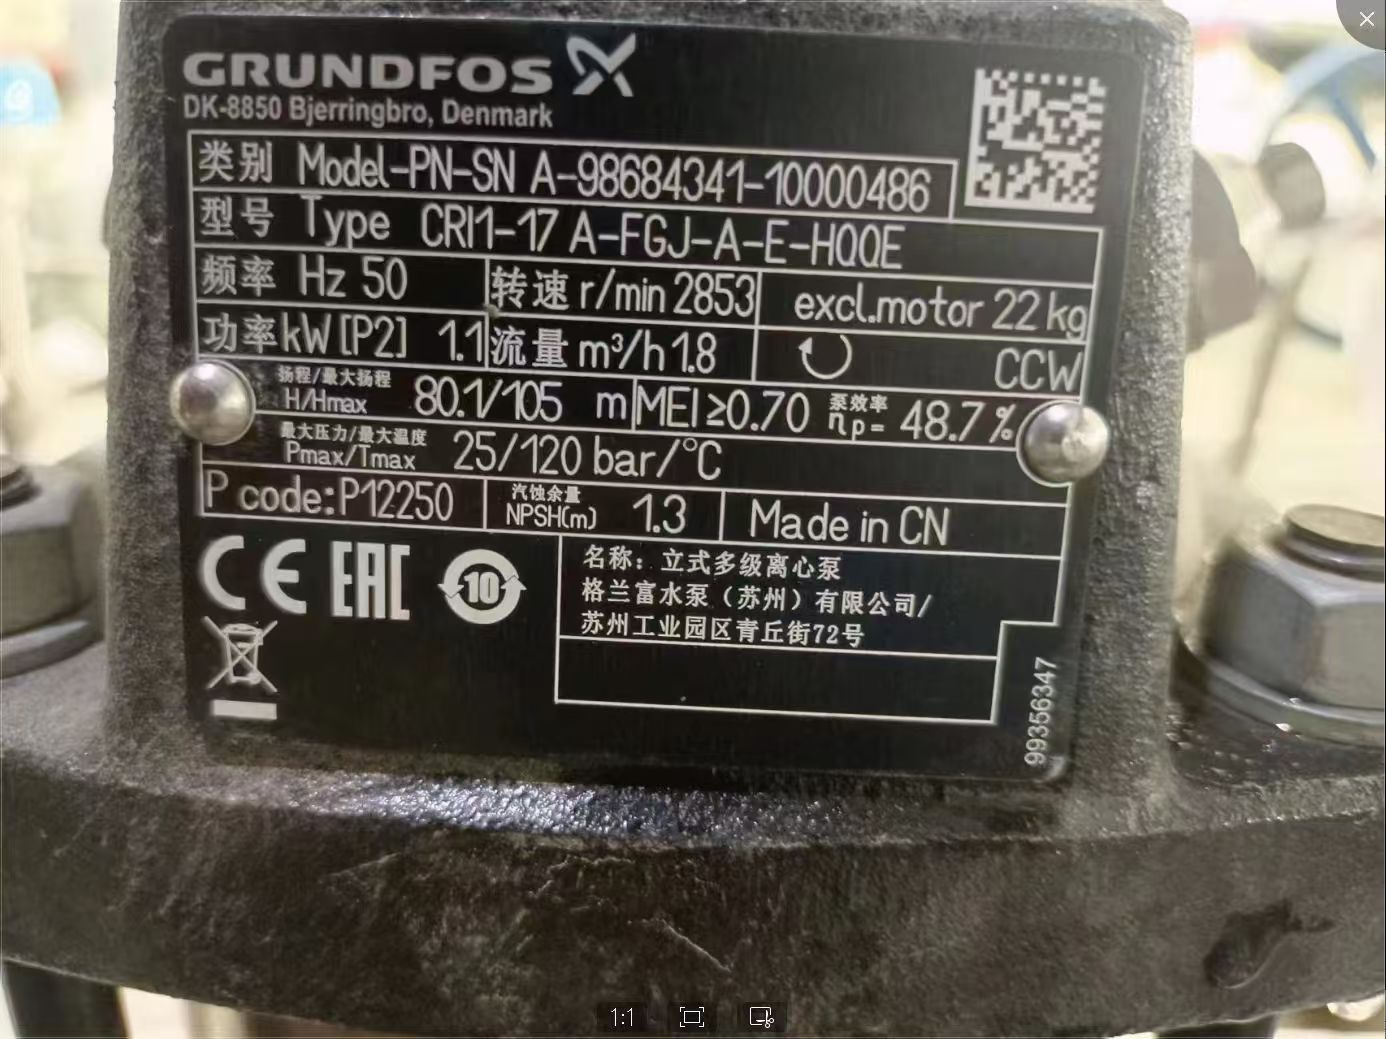 GRUNDFOS
DK-8850 Bjerringbro, Denmark
类别 Model-PN-SN A-98684341-10000486
型号 Type CRI1-17 A-FGJ-A-E-HQQE
频率 Hz 50 转速 r/min 2853 excl.motor 22 kg
功率 kW [P2] 1.1 流量 m³/h 1.8 CCW
扬程/最大扬程
H/Hmax 80.1/105 m MEI ≥0.70 泵效率 ηp= 48.7 %
最大压力/最大温度
Pmax/Tmax 25/120 bar/°C
P code:P12250 汽蚀余量 NPSH(m) 1.3 Made in CN
CE EAC 10
名称：立式多级离心泵
格兰富水泵（苏州）有限公司/
苏州工业园区青丘街72号
99356347
1:1